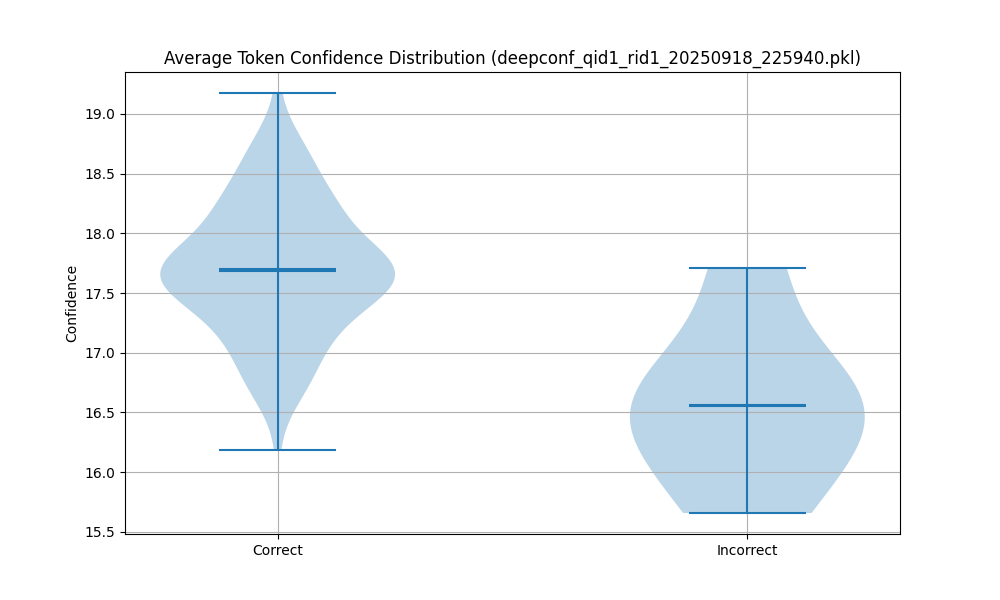 Average Token Confidence Distribution (deepconf_qid1_rid1_20250918_225940.pkl)
19.0
18.5
18.0
17.5
17.0
16.5
16.0
15.5
Confidence
Correct
Incorrect